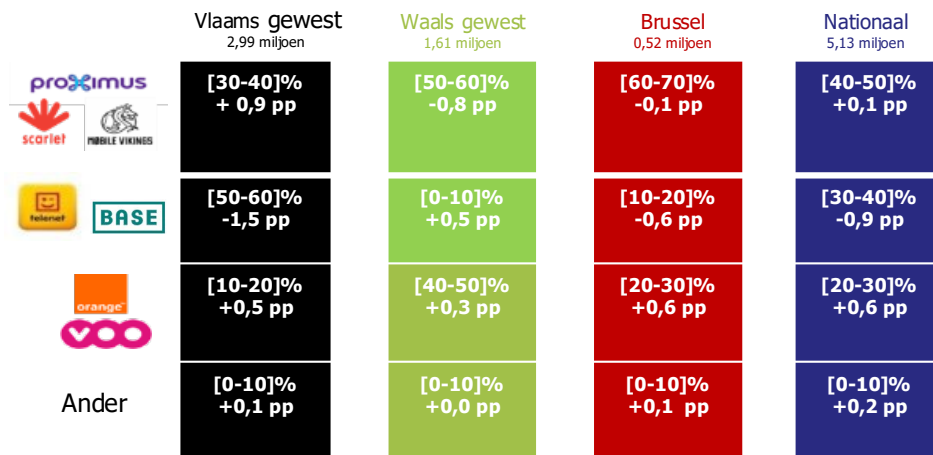 Vlaams gewest
2,99 miljoen
Waals gewest
1,61 miljoen
Brussel
0,52 miljoen
Nationaal
5,13 miljoen
proximus
scarlet
MOBILE VIKINGS
[30-40]%
+ 0,9 pp
[50-60]%
-0,8 pp
[60-70]%
-0,1 pp
[40-50]%
+0,1 pp
telenet
BASE
[50-60]%
-1,5 pp
[0-10]%
+0,5 pp
[10-20]%
-0,6 pp
[30-40]%
-0,9 pp
orange™
voo
[10-20]%
+0,5 pp
[40-50]%
+0,3 pp
[20-30]%
+0,6 pp
[20-30]%
+0,6 pp
Ander
[0-10]%
+0,1 pp
[0-10]%
+0,0 pp
[0-10]%
+0,1 pp
[0-10]%
+0,2 pp